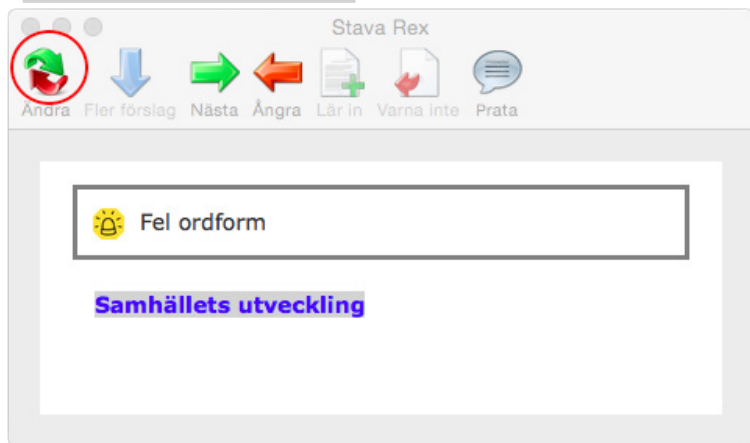 Stava Rex
Ändra Fler förslag Nästa Ångra Lär in Varna inte Prata
Fel ordform
Samhällets utveckling